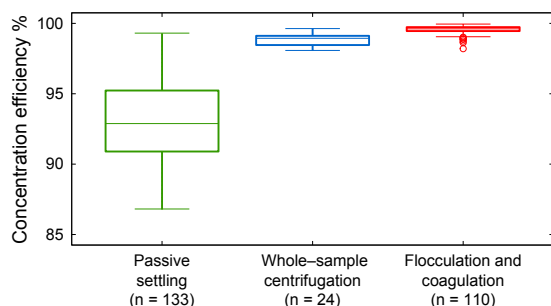 Concentration efficiency %
100
95
90
85
Passive
settling
(n = 133)
Whole–sample
centrifugation
(n = 24)
Flocculation and
coagulation
(n = 110)